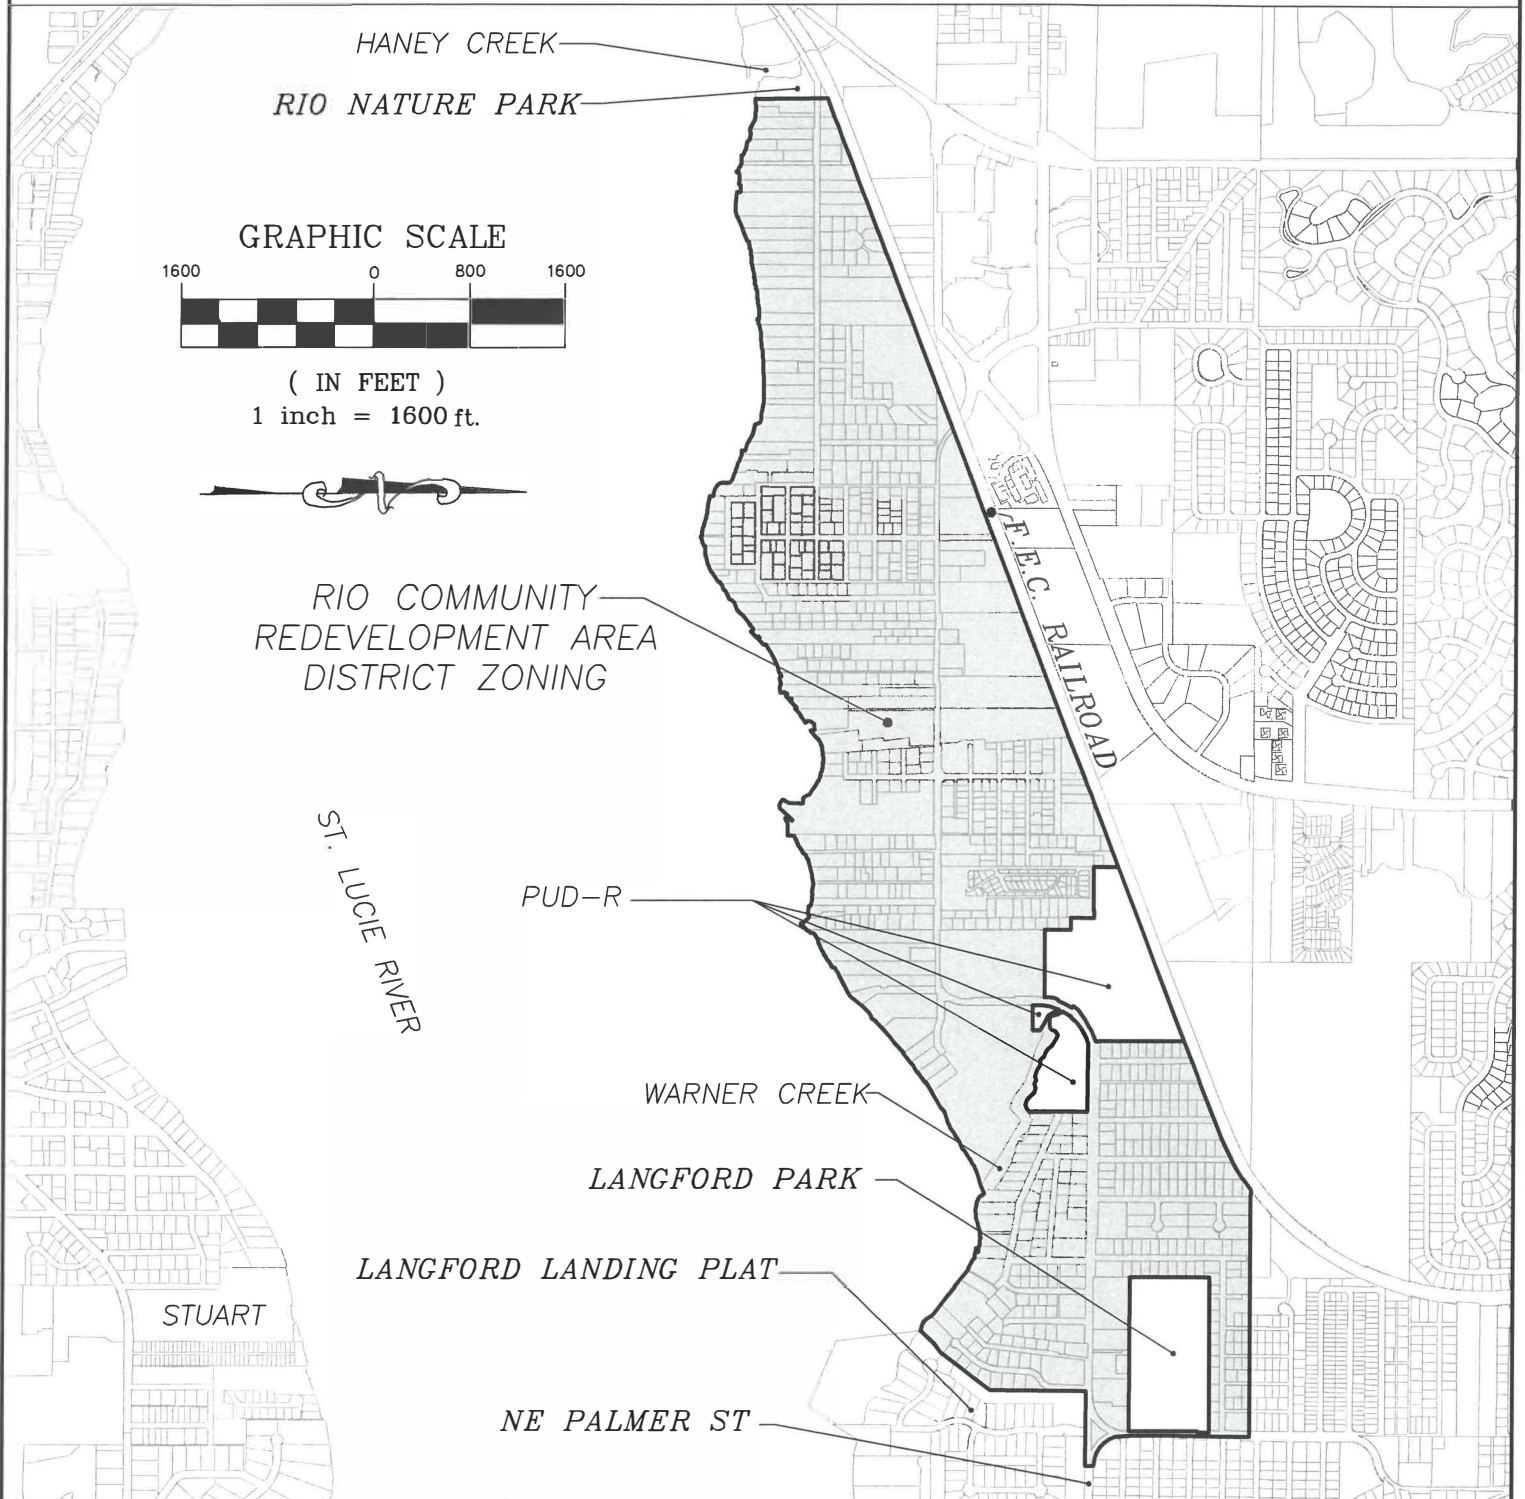 HANEY CREEK
RIO NATURE PARK
GRAPHIC SCALE
1600 0 800 1600
( IN FEET )
1 inch = 1600 ft.
F.E.C. RAILROAD
RIO COMMUNITY
REDEVELOPMENT AREA
DISTRICT ZONING
ST. LUCIE RIVER
PUD-R
WARNER CREEK
LANGFORD PARK
LANGFORD LANDING PLAT
STUART
NE PALMER ST